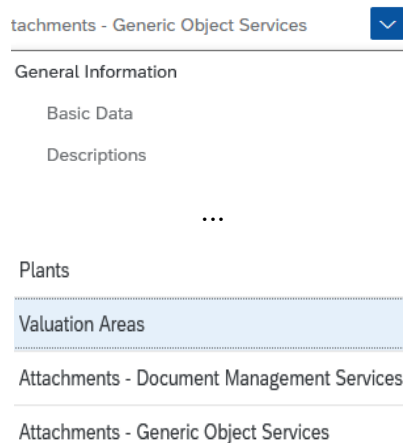 tachments - Generic Object Services
General Information
Basic Data
Descriptions
...
Plants
Valuation Areas
Attachments - Document Management Services
Attachments - Generic Object Services